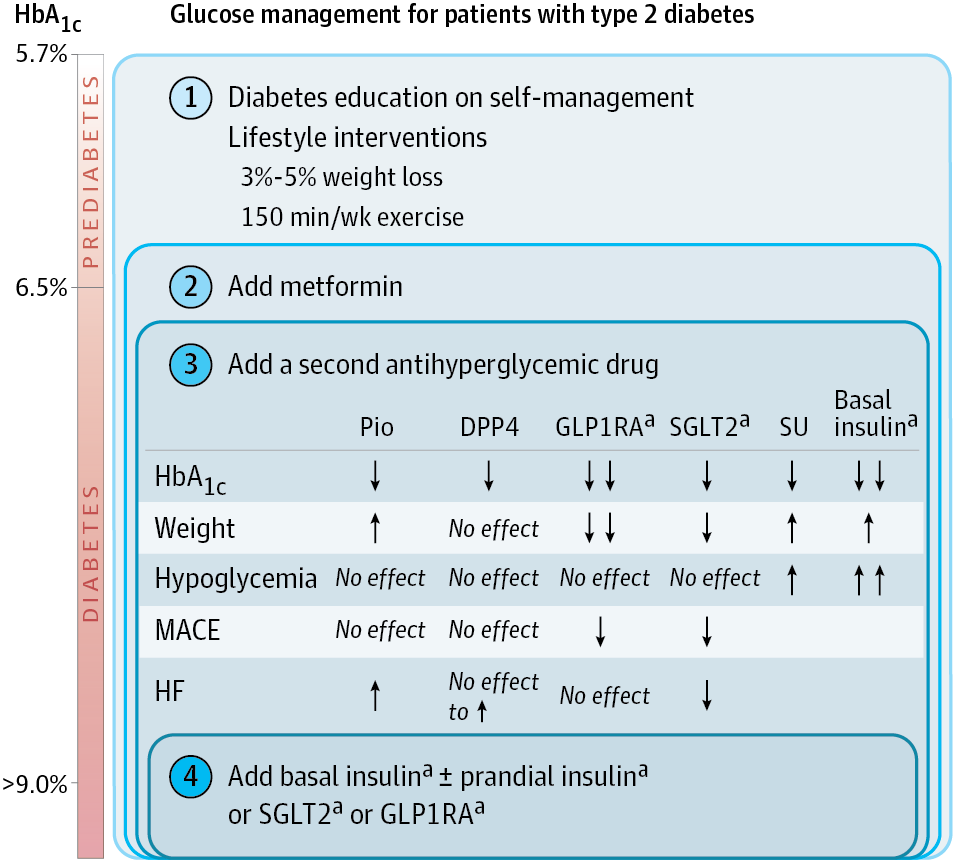 HbA1c Glucose management for patients with type 2 diabetes
5.7%
PREDIABETES
1 Diabetes education on self-management
Lifestyle interventions
3%-5% weight loss
150 min/wk exercise
6.5%
2 Add metformin
DIABETES
3 Add a second antihyperglycemic drug
Pio DPP4 GLP1RAa SGLT2a SU Basal insulina
HbA1c ↓ ↓ ↓↓ ↓ ↓ ↓↓
Weight ↑ No effect ↓↓ ↓ ↑ ↑
Hypoglycemia No effect No effect No effect No effect ↑ ↑↑
MACE No effect No effect ↓ ↓
HF ↑ No effect to ↑ No effect ↓
>9.0%
4 Add basal insulina ± prandial insulina
or SGLT2a or GLP1RAa